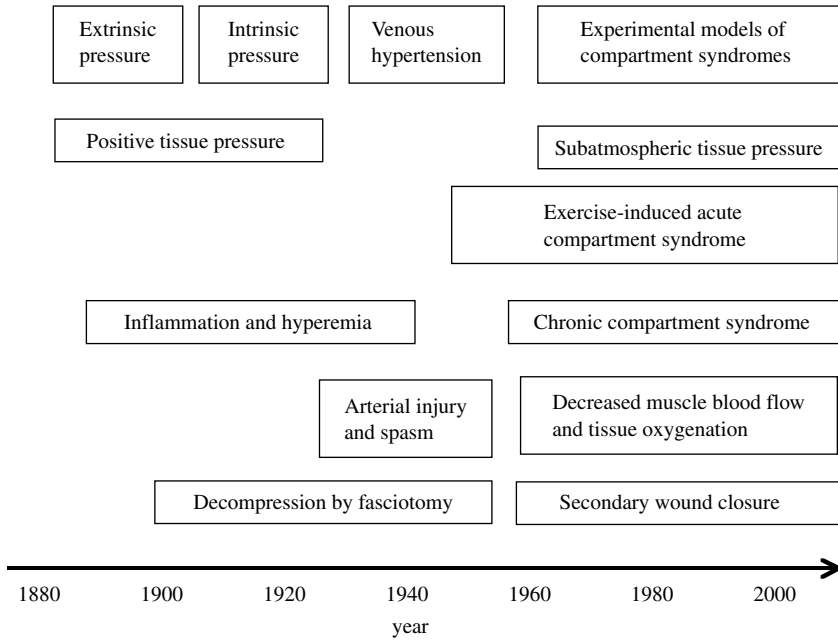 Extrinsic
pressure
Intrinsic
pressure
Venous
hypertension
Experimental models of
compartment syndromes
Positive tissue pressure
Subatmospheric tissue pressure
Exercise-induced acute
compartment syndrome
Inflammation and hyperemia
Chronic compartment syndrome
Arterial injury
and spasm
Decreased muscle blood flow
and tissue oxygenation
Decompression by fasciotomy
Secondary wound closure
1880 1900 1920 1940 1960 1980 2000
year